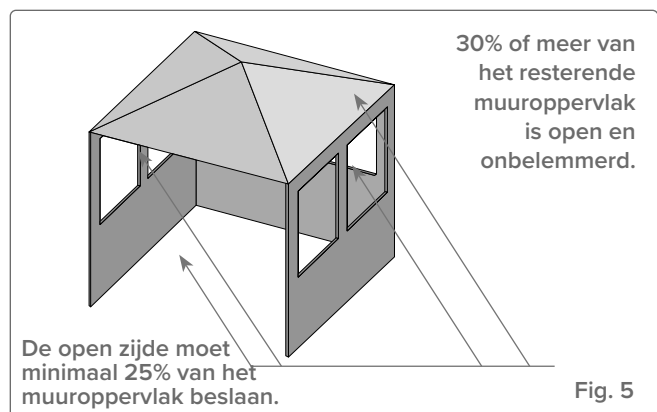 30% of meer van
het resterende
muuroppervlak
is open en
onbelemmerd.
De open zijde moet
minimaal 25% van het
muuroppervlak beslaan.
Fig. 5